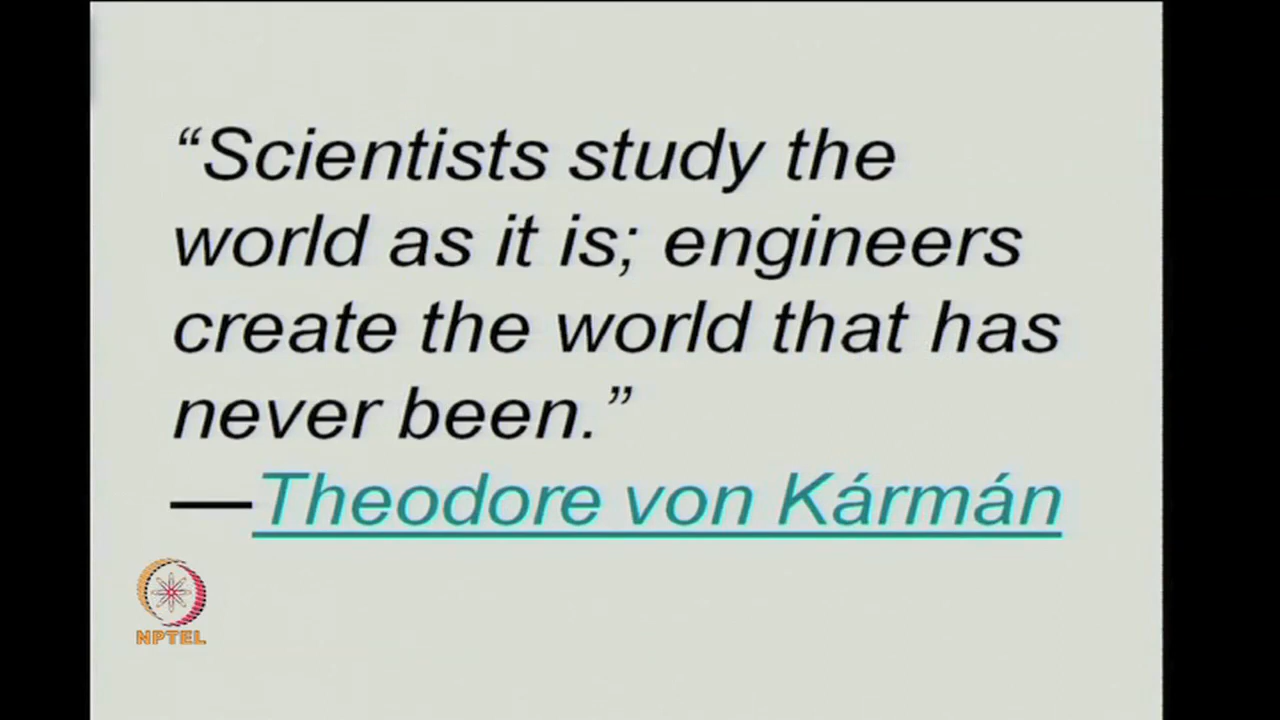 “Scientists study the
world as it is; engineers
create the world that has
never been.”
—Theodore von Kármán
NPTEL